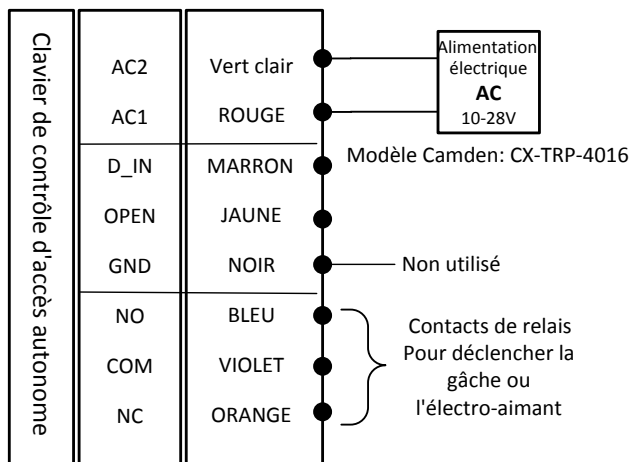 Clavier de contrôle d'accès autonome
AC2 Vert clair
AC1 ROUGE
D_IN MARRON
OPEN JAUNE
GND NOIR
NO BLEU
COM VIOLET
NC ORANGE
Alimentation
électrique
AC
10-28V
Modèle Camden: CX-TRP-4016
Non utilisé
Contacts de relais
Pour déclencher la
gâche ou
l'électro-aimant